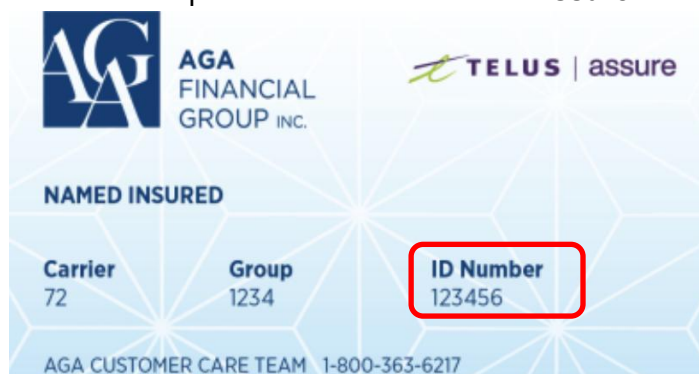 AGA
AGA
FINANCIAL
GROUP INC.
TELUS | assure
NAMED INSURED
Carrier Group ID Number
72 1234 123456
AGA CUSTOMER CARE TEAM 1-800-363-6217